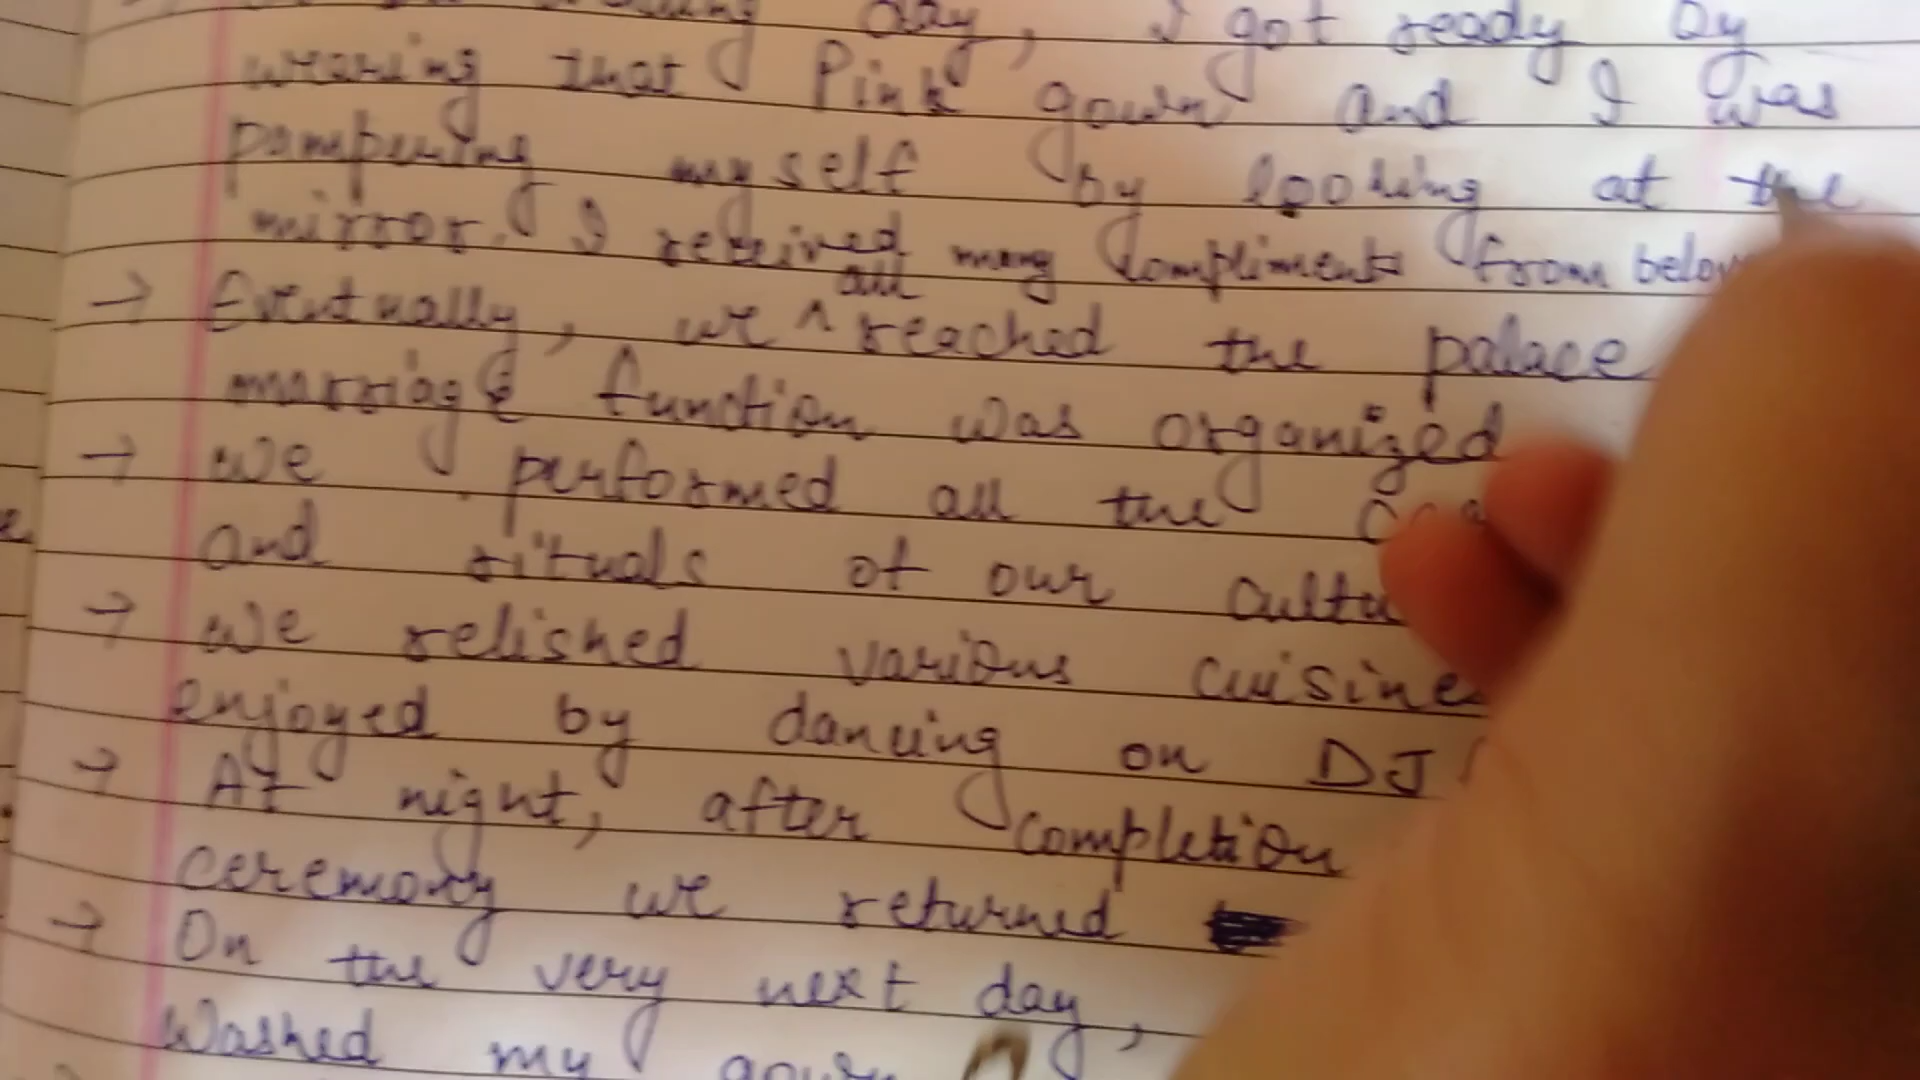 day, I got ready by
wearing that Pink gown and I was
pampering myself by looking at the
mirror. I received many compliments from
→ Eventually, we ^ all reached the palace
marriage function was organized
→ We performed all the
and rituals of our
→ We relished various cuisines
enjoyed by dancing on DJ
→ At night, after completion
ceremony we returned
→ On the very next day,
washed my gown